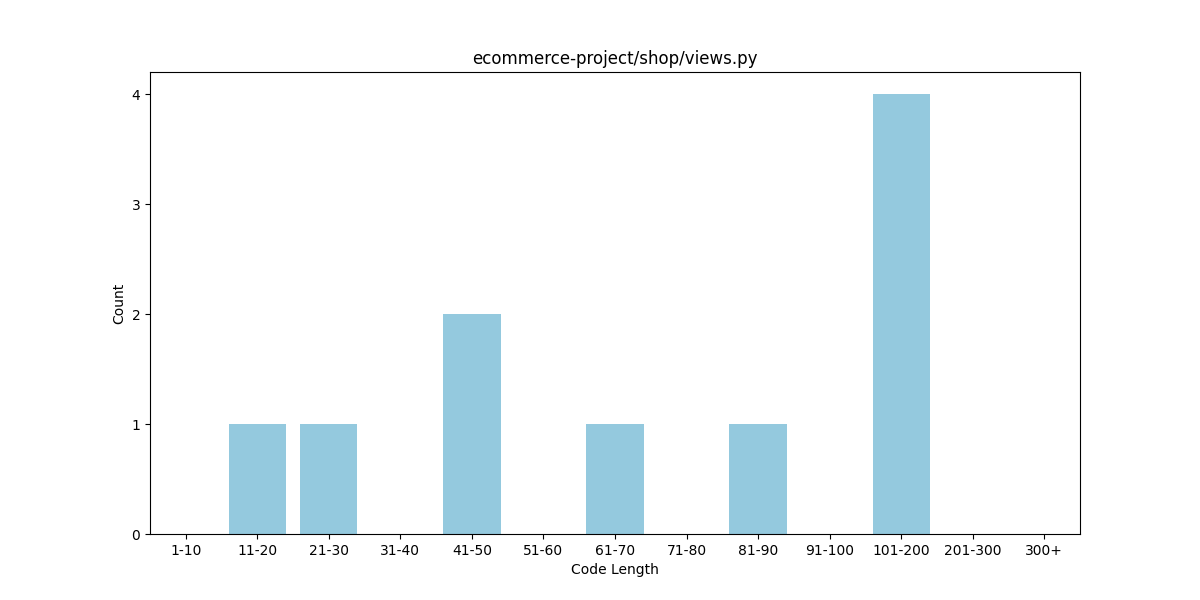 ecommerce-project/shop/views.py
4
3
2
1
0
Count
1-10 11-20 21-30 31-40 41-50 51-60 61-70 71-80 81-90 91-100 101-200 201-300 300+
Code Length